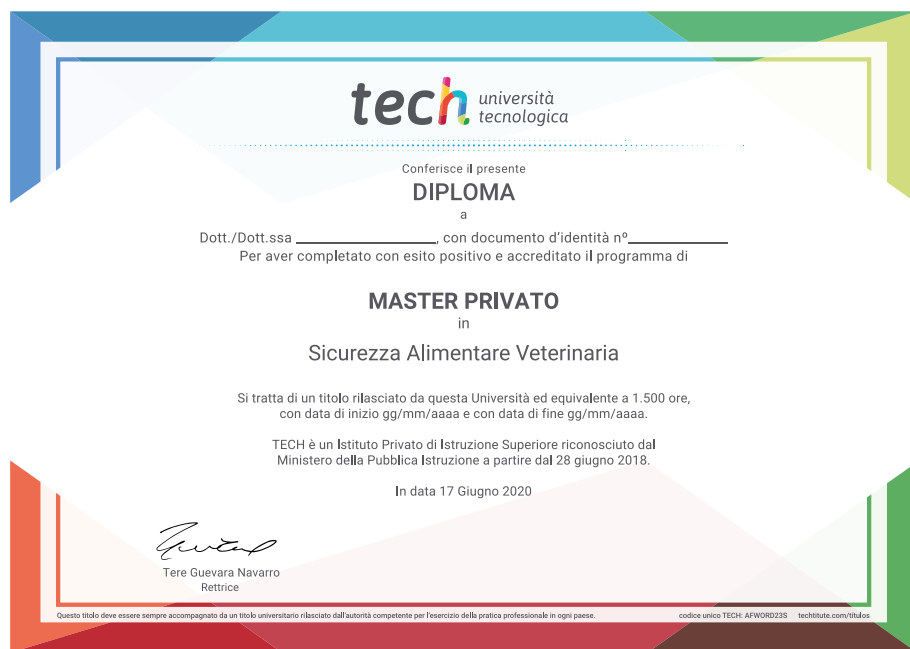 tech università
tecnologica
Conferisce il presente
DIPLOMA
a
Dott./Dott.ssa _________________, con documento d'identità nº____________
Per aver completato con esito positivo e accreditato il programma di
MASTER PRIVATO
in
Sicurezza Alimentare Veterinaria
Si tratta di un titolo rilasciato da questa Università ed equivalente a 1.500 ore,
con data di inizio gg/mm/aaaa e con data di fine gg/mm/aaaa.
TECH è un Istituto Privato di Istruzione Superiore riconosciuto dal
Ministero della Pubblica Istruzione a partire dal 28 giugno 2018.
In data 17 Giugno 2020
Tere Guevara Navarro
Rettrice
Questo titolo deve essere sempre accompagnato da un titolo universitario rilasciato dall'autorità competente per l'esercizio della pratica professionale in ogni paese. codice unico TECH: AFWORD23S techtitute.com/titulos